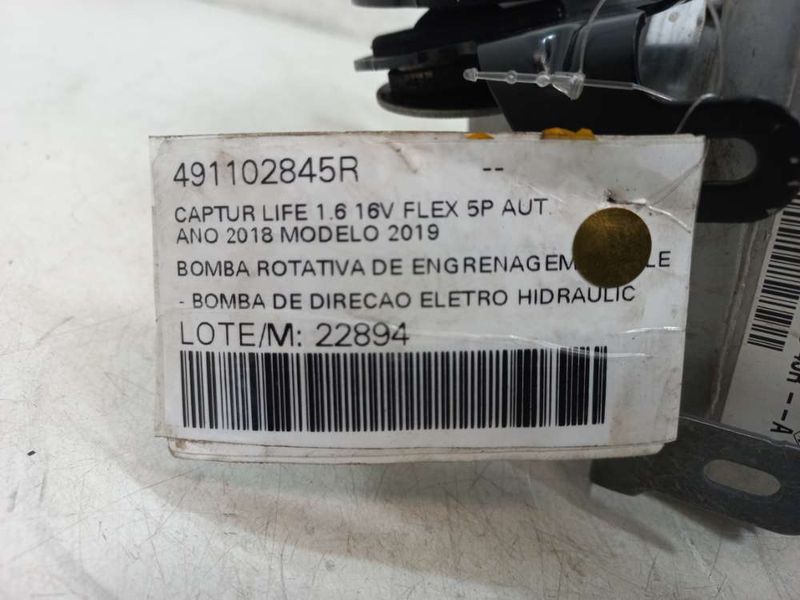 491102845R --
CAPTUR LIFE 1.6 16V FLEX 5P AUT.
ANO 2018 MODELO 2019
BOMBA ROTATIVA DE ENGRENAGEM
- BOMBA DE DIRECAO ELETRO HIDRAULIC
LOTE/M: 22894